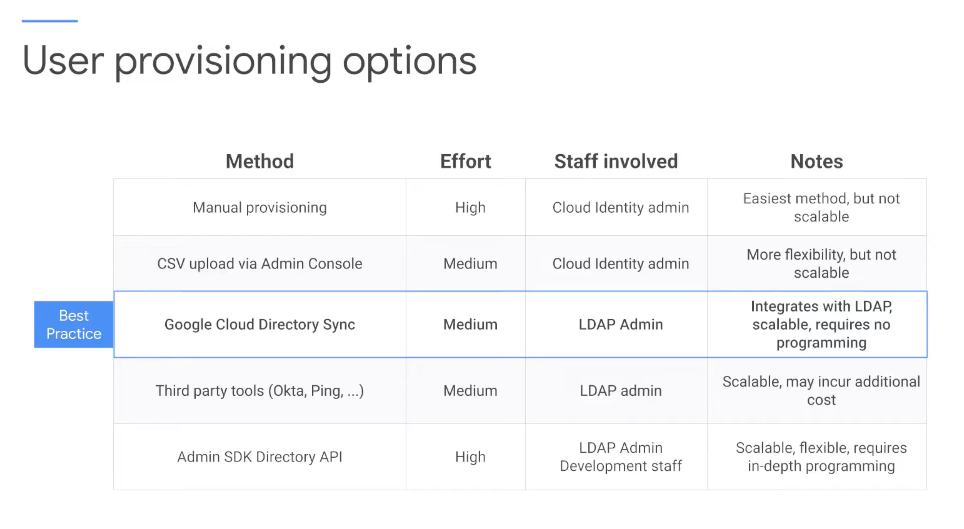 User provisioning options
Method Effort Staff involved Notes
Manual provisioning High Cloud Identity admin Easiest method, but not
scalable
CSV upload via Admin Console Medium Cloud Identity admin More flexibility, but not
scalable
Best
Practice
Google Cloud Directory Sync Medium LDAP Admin Integrates with LDAP,
scalable, requires no
programming
Third party tools (Okta, Ping, ...) Medium LDAP admin Scalable, may incur additional
cost
Admin SDK Directory API High LDAP Admin
Development staff
Scalable, flexible, requires
in-depth programming